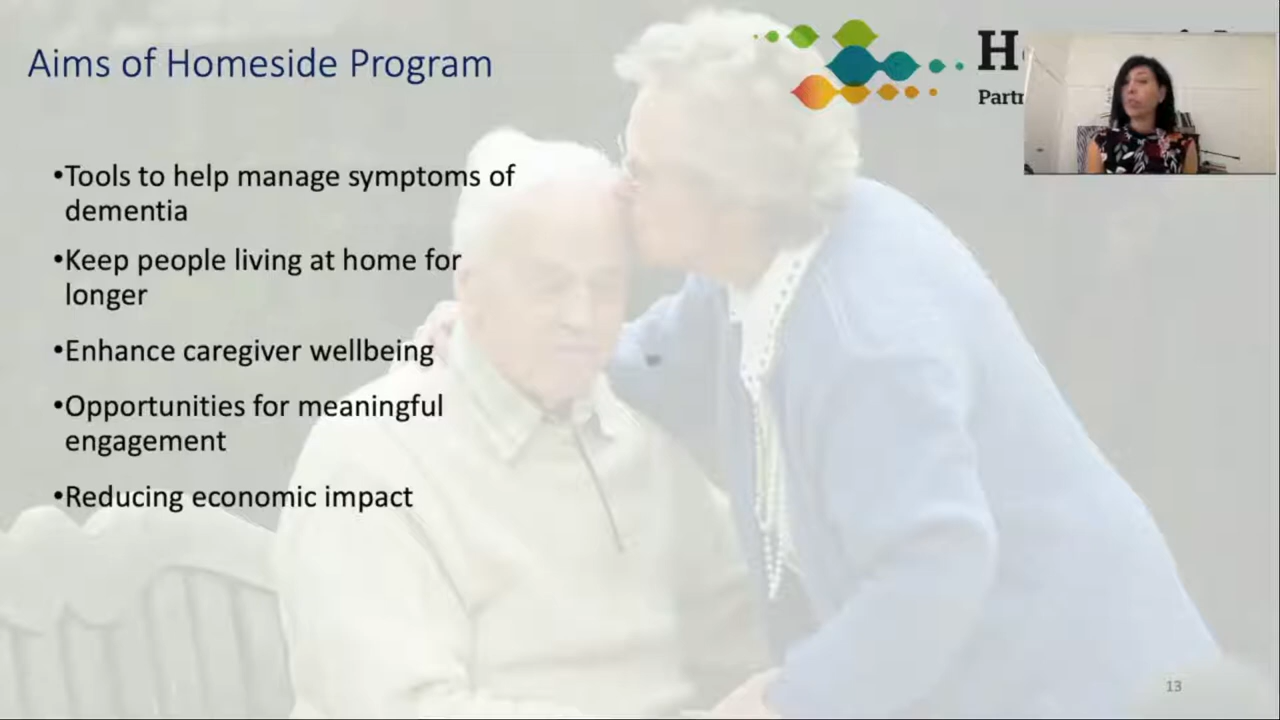 Aims of Homeside Program
•Tools to help manage symptoms of
dementia
•Keep people living at home for
longer
•Enhance caregiver wellbeing
•Opportunities for meaningful
engagement
•Reducing economic impact
13